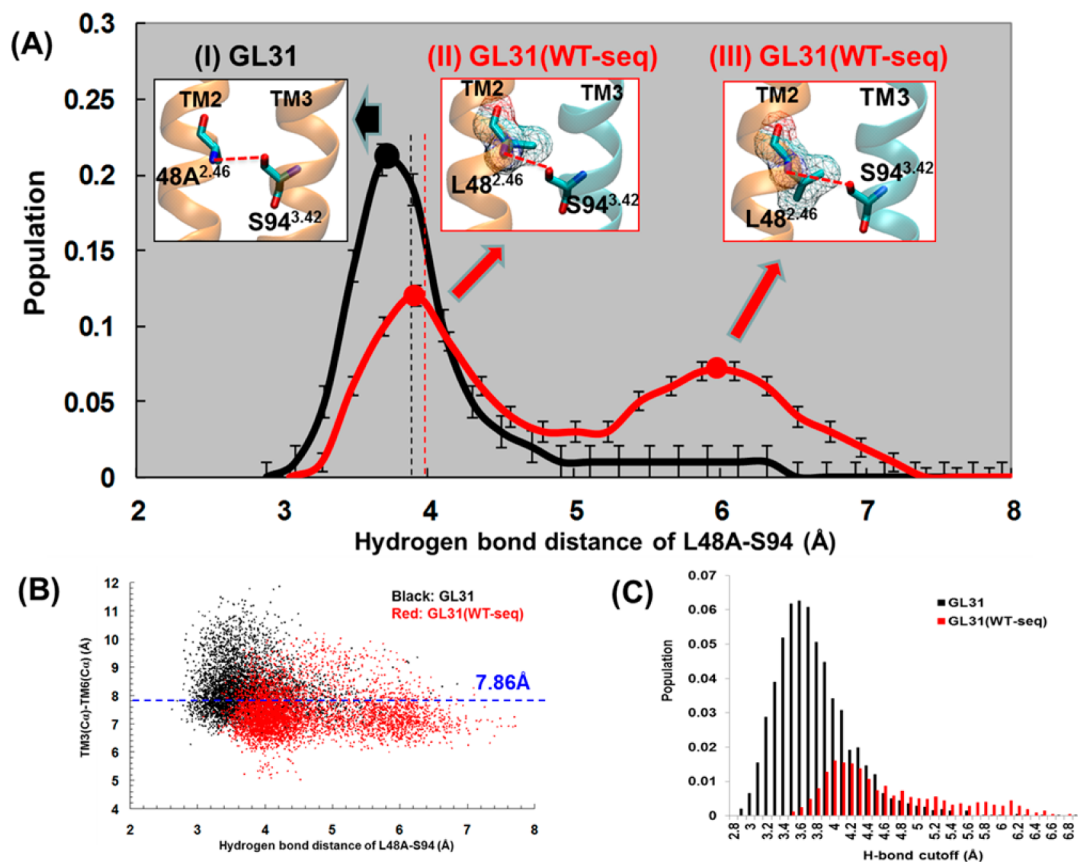 (A)
0.3
0.25
0.2
0.15
0.1
0.05
0
Population
(I) GL31
TM2
TM3
48A2.46
S943.42
(II) GL31(WT-seq)
TM2
TM3
L482.46
S943.42
(III) GL31(WT-seq)
TM2
TM3
S943.42
L482.46
2 3 4 5 6 7 8
Hydrogen bond distance of L48A-S94 (Å)
(B)
12
11
10
9
8
7
6
5
4
TM3(Cα)-TM6(Cα) (Å)
Black: GL31
Red: GL31(WT-seq)
7.86Å
2 3 4 5 6 7 8
Hydrogen bond distance of L48A-S94 (Å)
(C)
0.07
0.06
0.05
0.04
0.03
0.02
0.01
0
Population
GL31
GL31(WT-seq)
2.8 3 3.2 3.4 3.6 3.8 4 4.2 4.4 4.6 4.8 5 5.2 5.4 5.6 5.8 6 6.2 6.4 6.6 6.8
H-bond cutoff (Å)